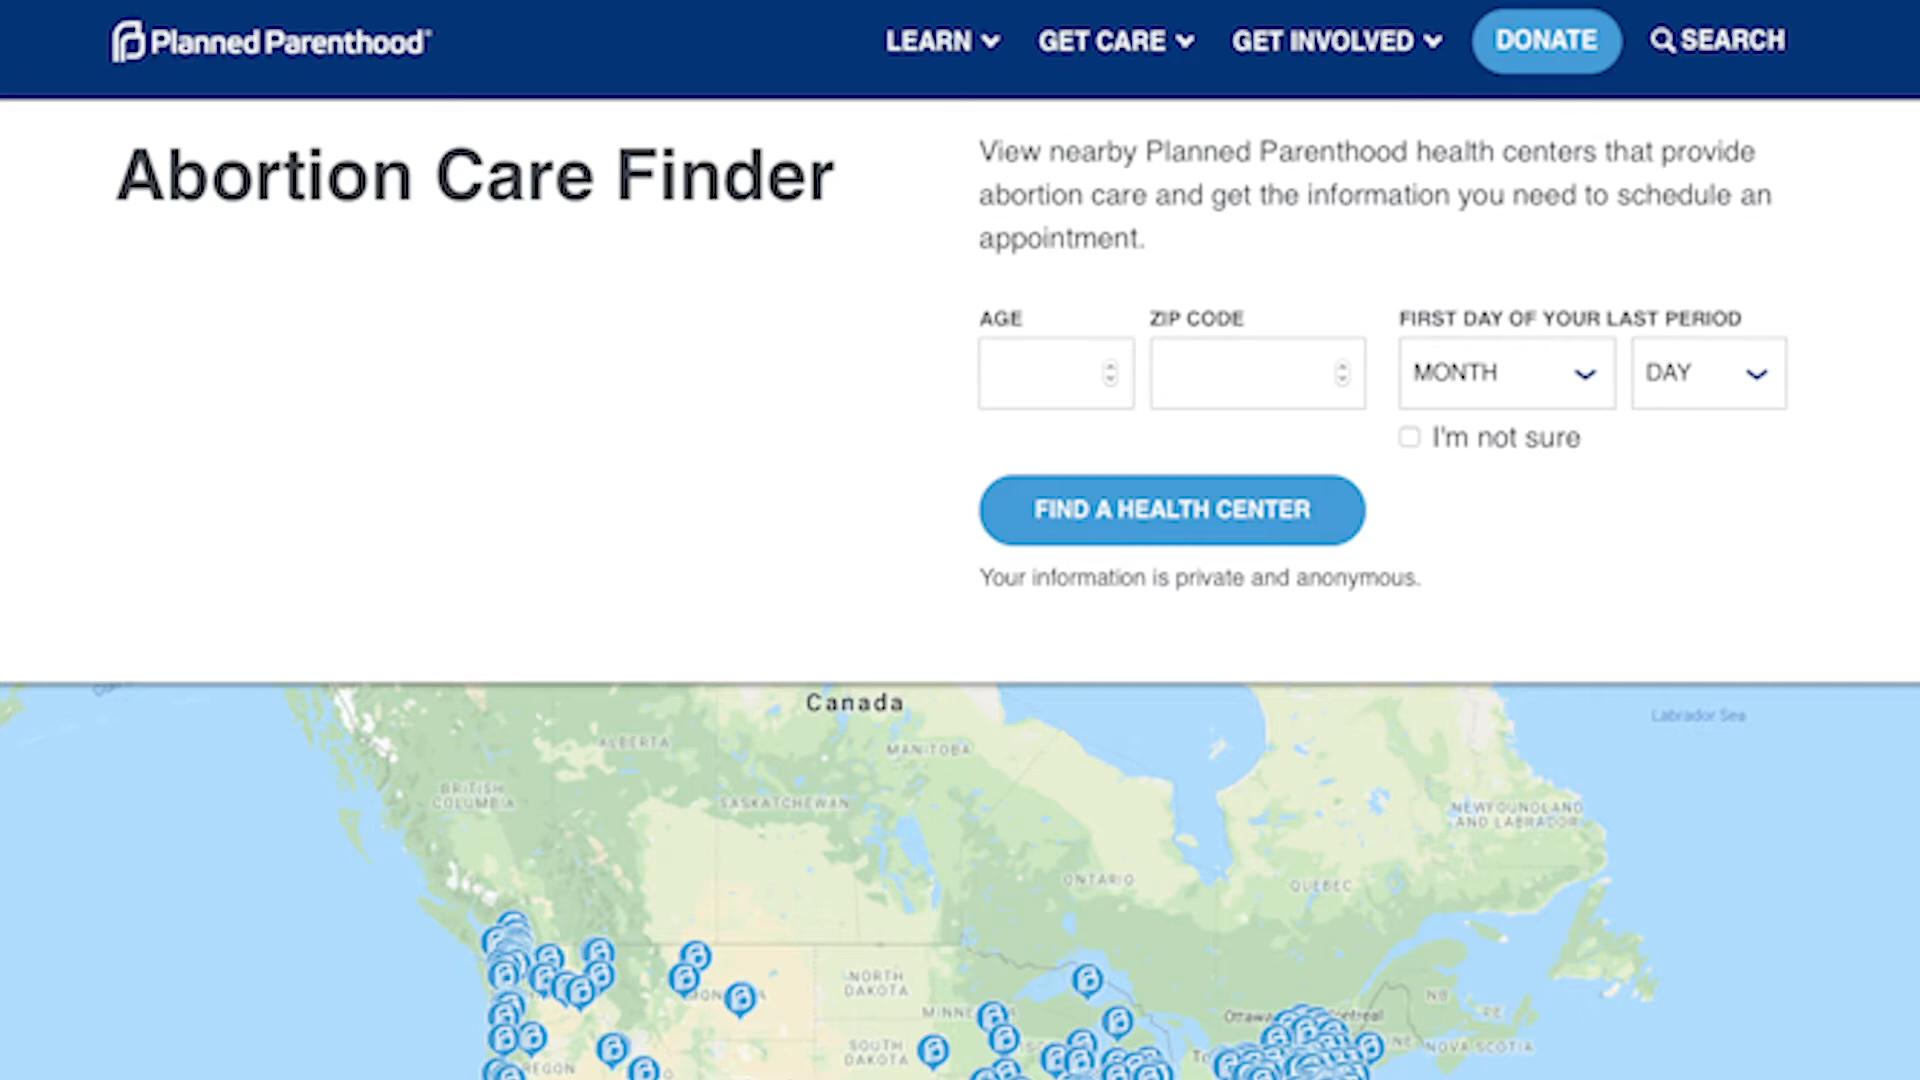 Planned Parenthood®
LEARN
GET CARE
GET INVOLVED
DONATE
SEARCH
Abortion Care Finder
View nearby Planned Parenthood health centers that provide
abortion care and get the information you need to schedule an
appointment.
AGE
ZIP CODE
FIRST DAY OF YOUR LAST PERIOD
MONTH
DAY
I'm not sure
FIND A HEALTH CENTER
Your information is private and anonymous.
Canada
Labrador Sea
ALBERTA
MANITOBA
BRITISH
COLUMBIA
SASKATCHEWAN
NEWFOUNDLAND
AND LABRADOR
ONTARIO
QUEBEC
NORTH
DAKOTA
NB
PE
Ottawa
SOUTH
DAKOTA
NOVA SCOTIA